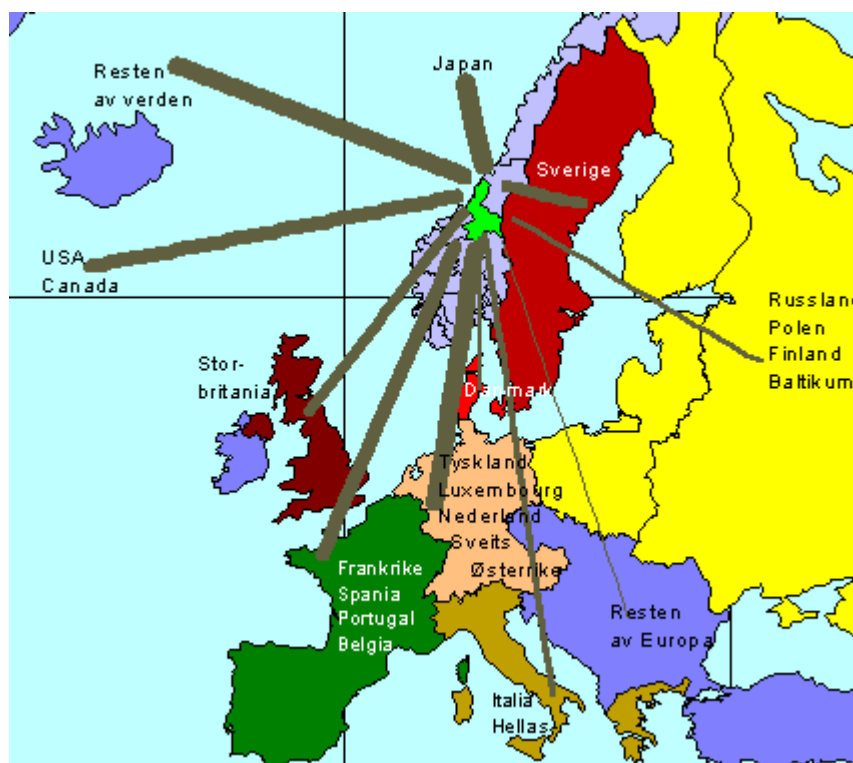 Resten
av verden
Japan
Sverige
USA
Canada
Russland
Polen
Finland
Baltikum
Stor-
britania
Danmark
Tyskland
Luxembourg
Nederland
Sveits
Østerrike
Frankrike
Spania
Portugal
Belgia
Resten
av Europa
Italia
Hellas